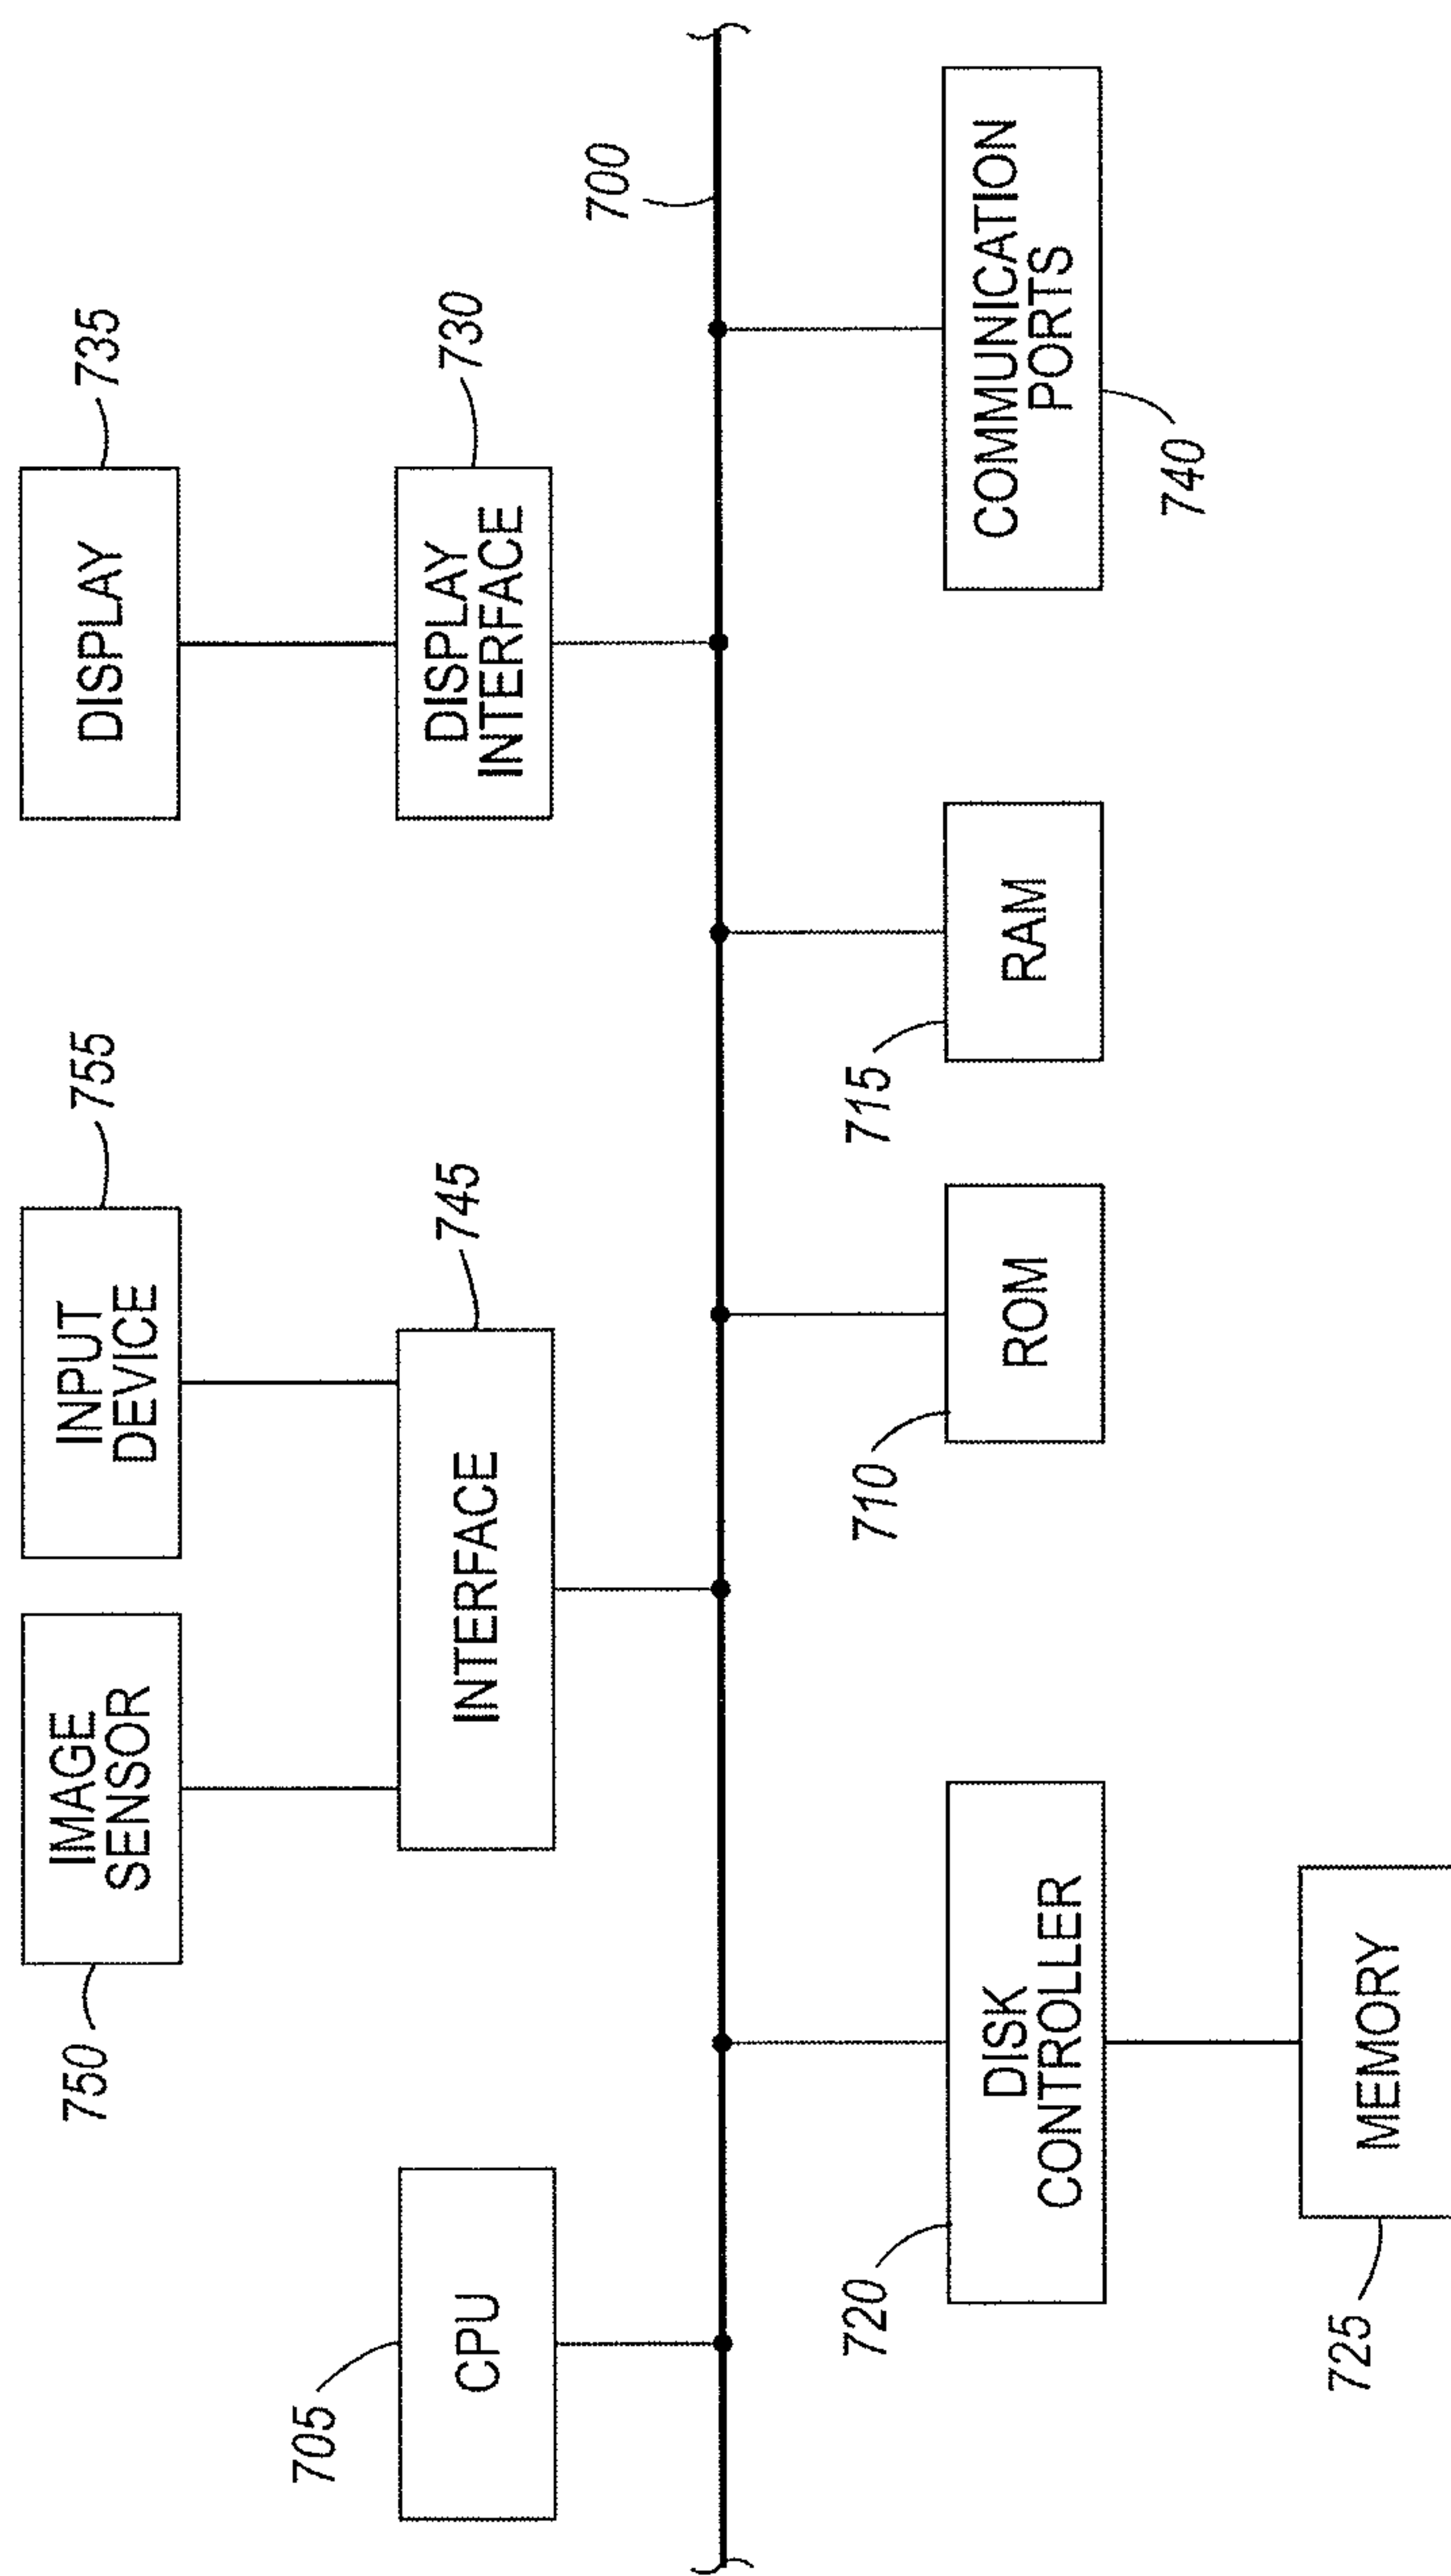 750
IMAGE
SENSOR
INPUT
DEVICE
755
DISPLAY
735
705
CPU
INTERFACE
745
DISPLAY
INTERFACE
730
700
720
DISK
CONTROLLER
710
ROM
715
RAM
COMMUNICATION
PORTS
740
725
MEMORY